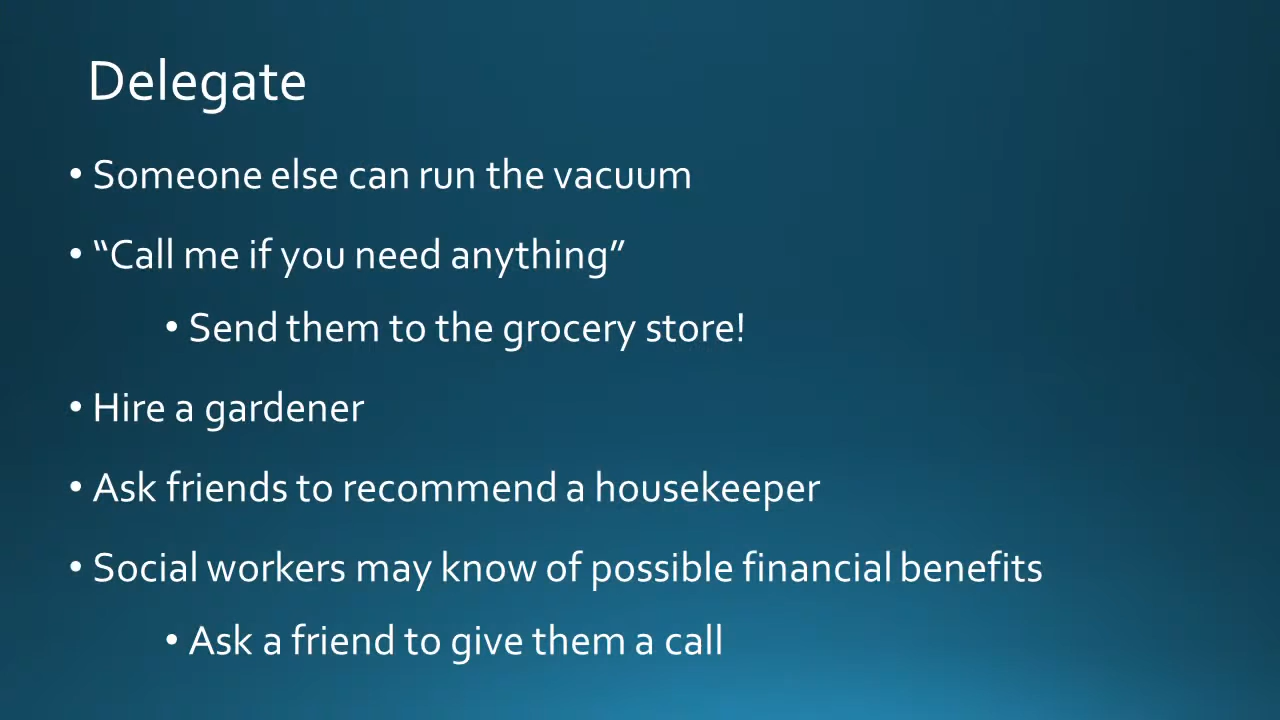 Delegate
• Someone else can run the vacuum
• “Call me if you need anything”
• Send them to the grocery store!
• Hire a gardener
• Ask friends to recommend a housekeeper
• Social workers may know of possible financial benefits
• Ask a friend to give them a call